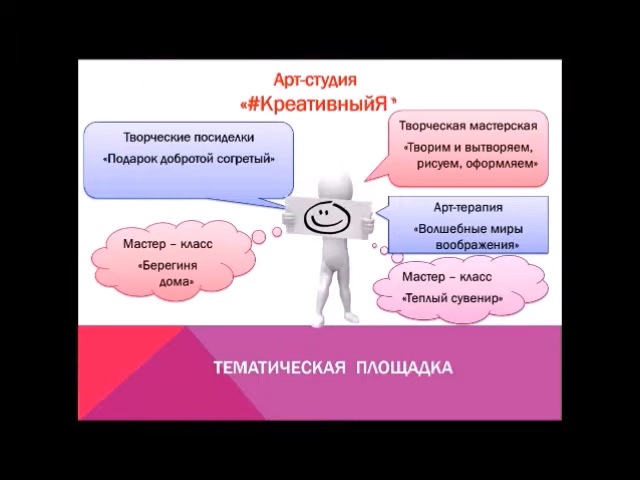 Арт-студия
«#КреативныйЯ»
Творческие посиделки
«Подарок добротой согретый»
Творческая мастерская
«Творим и вытворяем,
рисуем, оформляем»
Арт-терапия
«Волшебные миры
воображения»
Мастер – класс
«Берегиня
дома»
Мастер – класс
«Теплый сувенир»
ТЕМАТИЧЕСКАЯ ПЛОЩАДКА